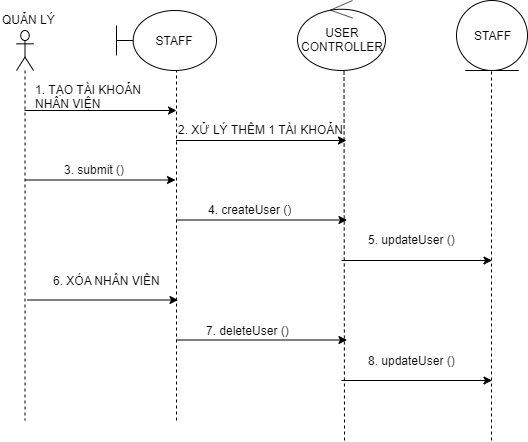 QUẢN LÝ
STAFF
USER
CONTROLLER
STAFF
1. TẠO TÀI KHOẢN
NHÂN VIỆN
2. XỬ LÝ THÊM 1 TÀI KHOẢN
3. submit ()
4. createUser ()
5. updateUser ()
6. XÓA NHÂN VIÊN
7. deleteUser ()
8. updateUser ()